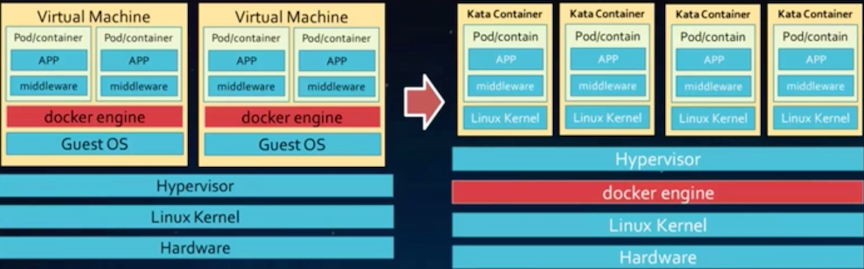 Virtual Machine
Pod/container
APP
middleware
Pod/container
APP
middleware
docker engine
Guest OS
Virtual Machine
Pod/container
APP
middleware
Pod/container
APP
middleware
docker engine
Guest OS
Hypervisor
Linux Kernel
Hardware
Kata Container
Pod/contain
APP
middleware
Linux Kernel
Kata Container
Pod/contain
APP
middleware
Linux Kernel
Kata Container
Pod/contain
APP
middleware
Linux Kernel
Kata Container
Pod/contain
APP
middleware
Linux Kernel
Hypervisor
docker engine
Linux Kernel
Hardware